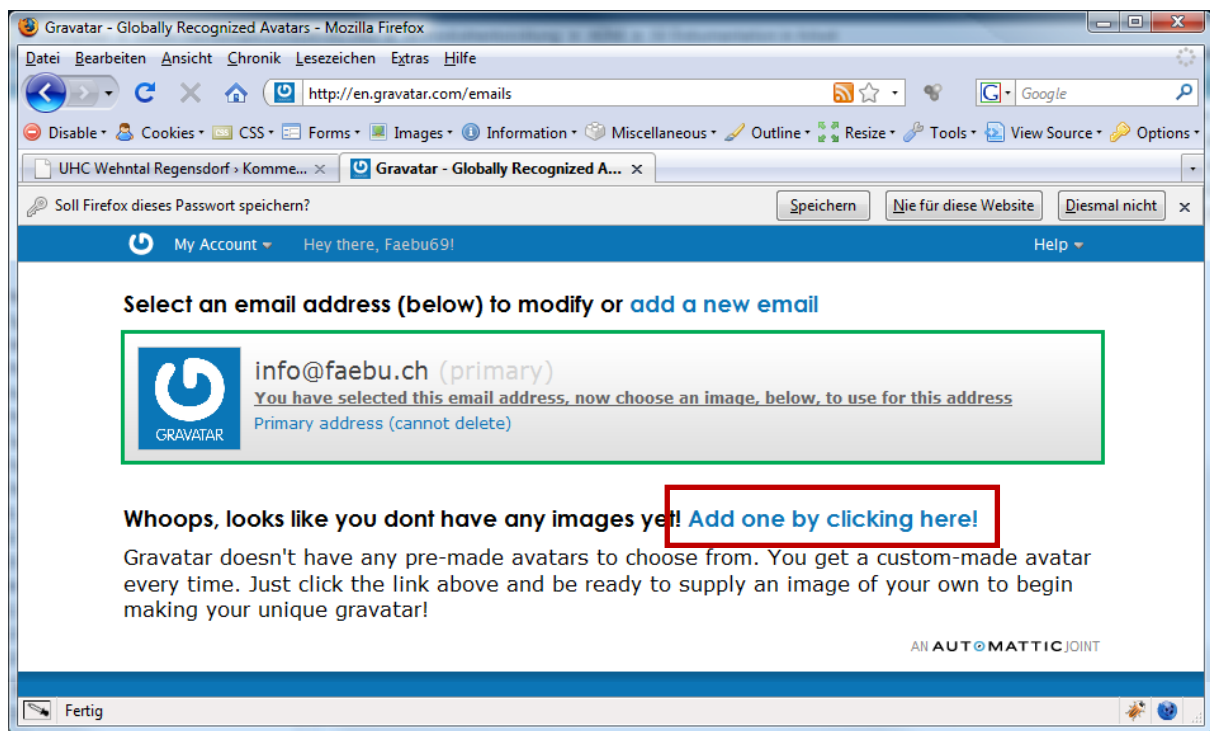 Gravatar - Globally Recognized Avatars - Mozilla Firefox
Datei Bearbeiten Ansicht Chronik Lesezeichen Extras Hilfe
http://en.gravatar.com/emails G Google
Disable Cookies CSS Forms Images Information Miscellaneous Outline Resize Tools View Source Options
UHC Wehntal Regensdorf › Komme... Gravatar - Globally Recognized A...
Soll Firefox dieses Passwort speichern? Speichern Nie für diese Website Diesmal nicht
My Account Hey there, Faebu69! Help
Select an email address (below) to modify or add a new email
info@faebu.ch (primary)
You have selected this email address, now choose an image, below, to use for this address
Primary address (cannot delete)
GRAVATAR
Whoops, looks like you dont have any images yet! Add one by clicking here!
Gravatar doesn't have any pre-made avatars to choose from. You get a custom-made avatar
every time. Just click the link above and be ready to supply an image of your own to begin
making your unique gravatar!
AN AUTOMATTIC JOINT
Fertig